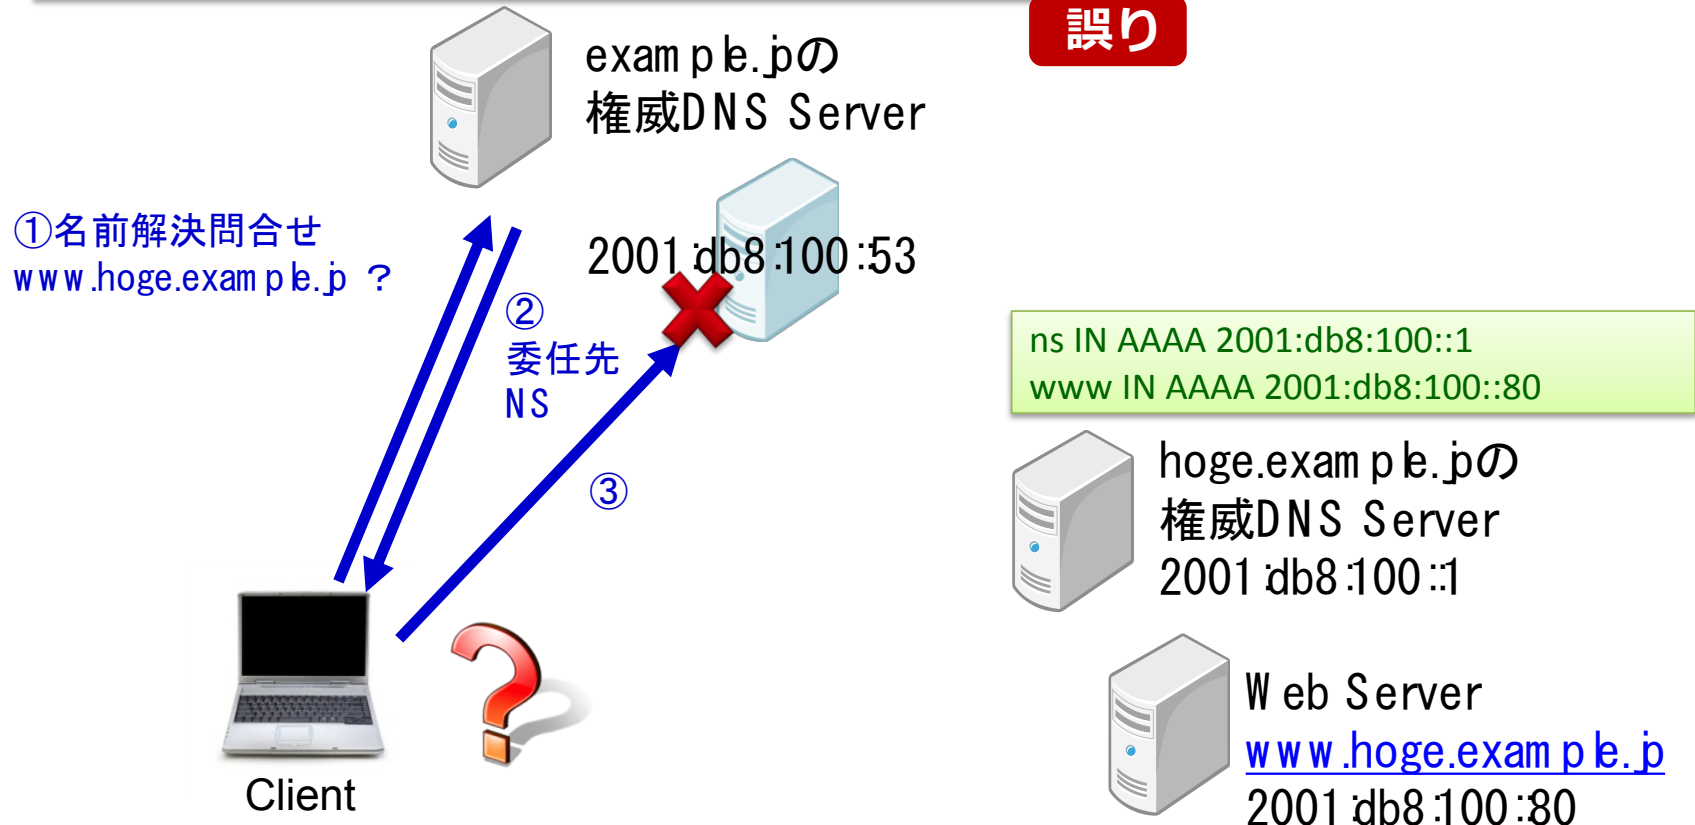 誤り
example.jpの
権威DNS Server
①名前解決問合せ
www.hoge.example.jp ?
2001:db8:100::53
②
委任先
NS
③
ns IN AAAA 2001:db8:100::1
www IN AAAA 2001:db8:100::80
hoge.example.jpの
権威DNS Server
2001:db8:100::1
Web Server
www.hoge.example.jp
2001:db8:100::80
Client